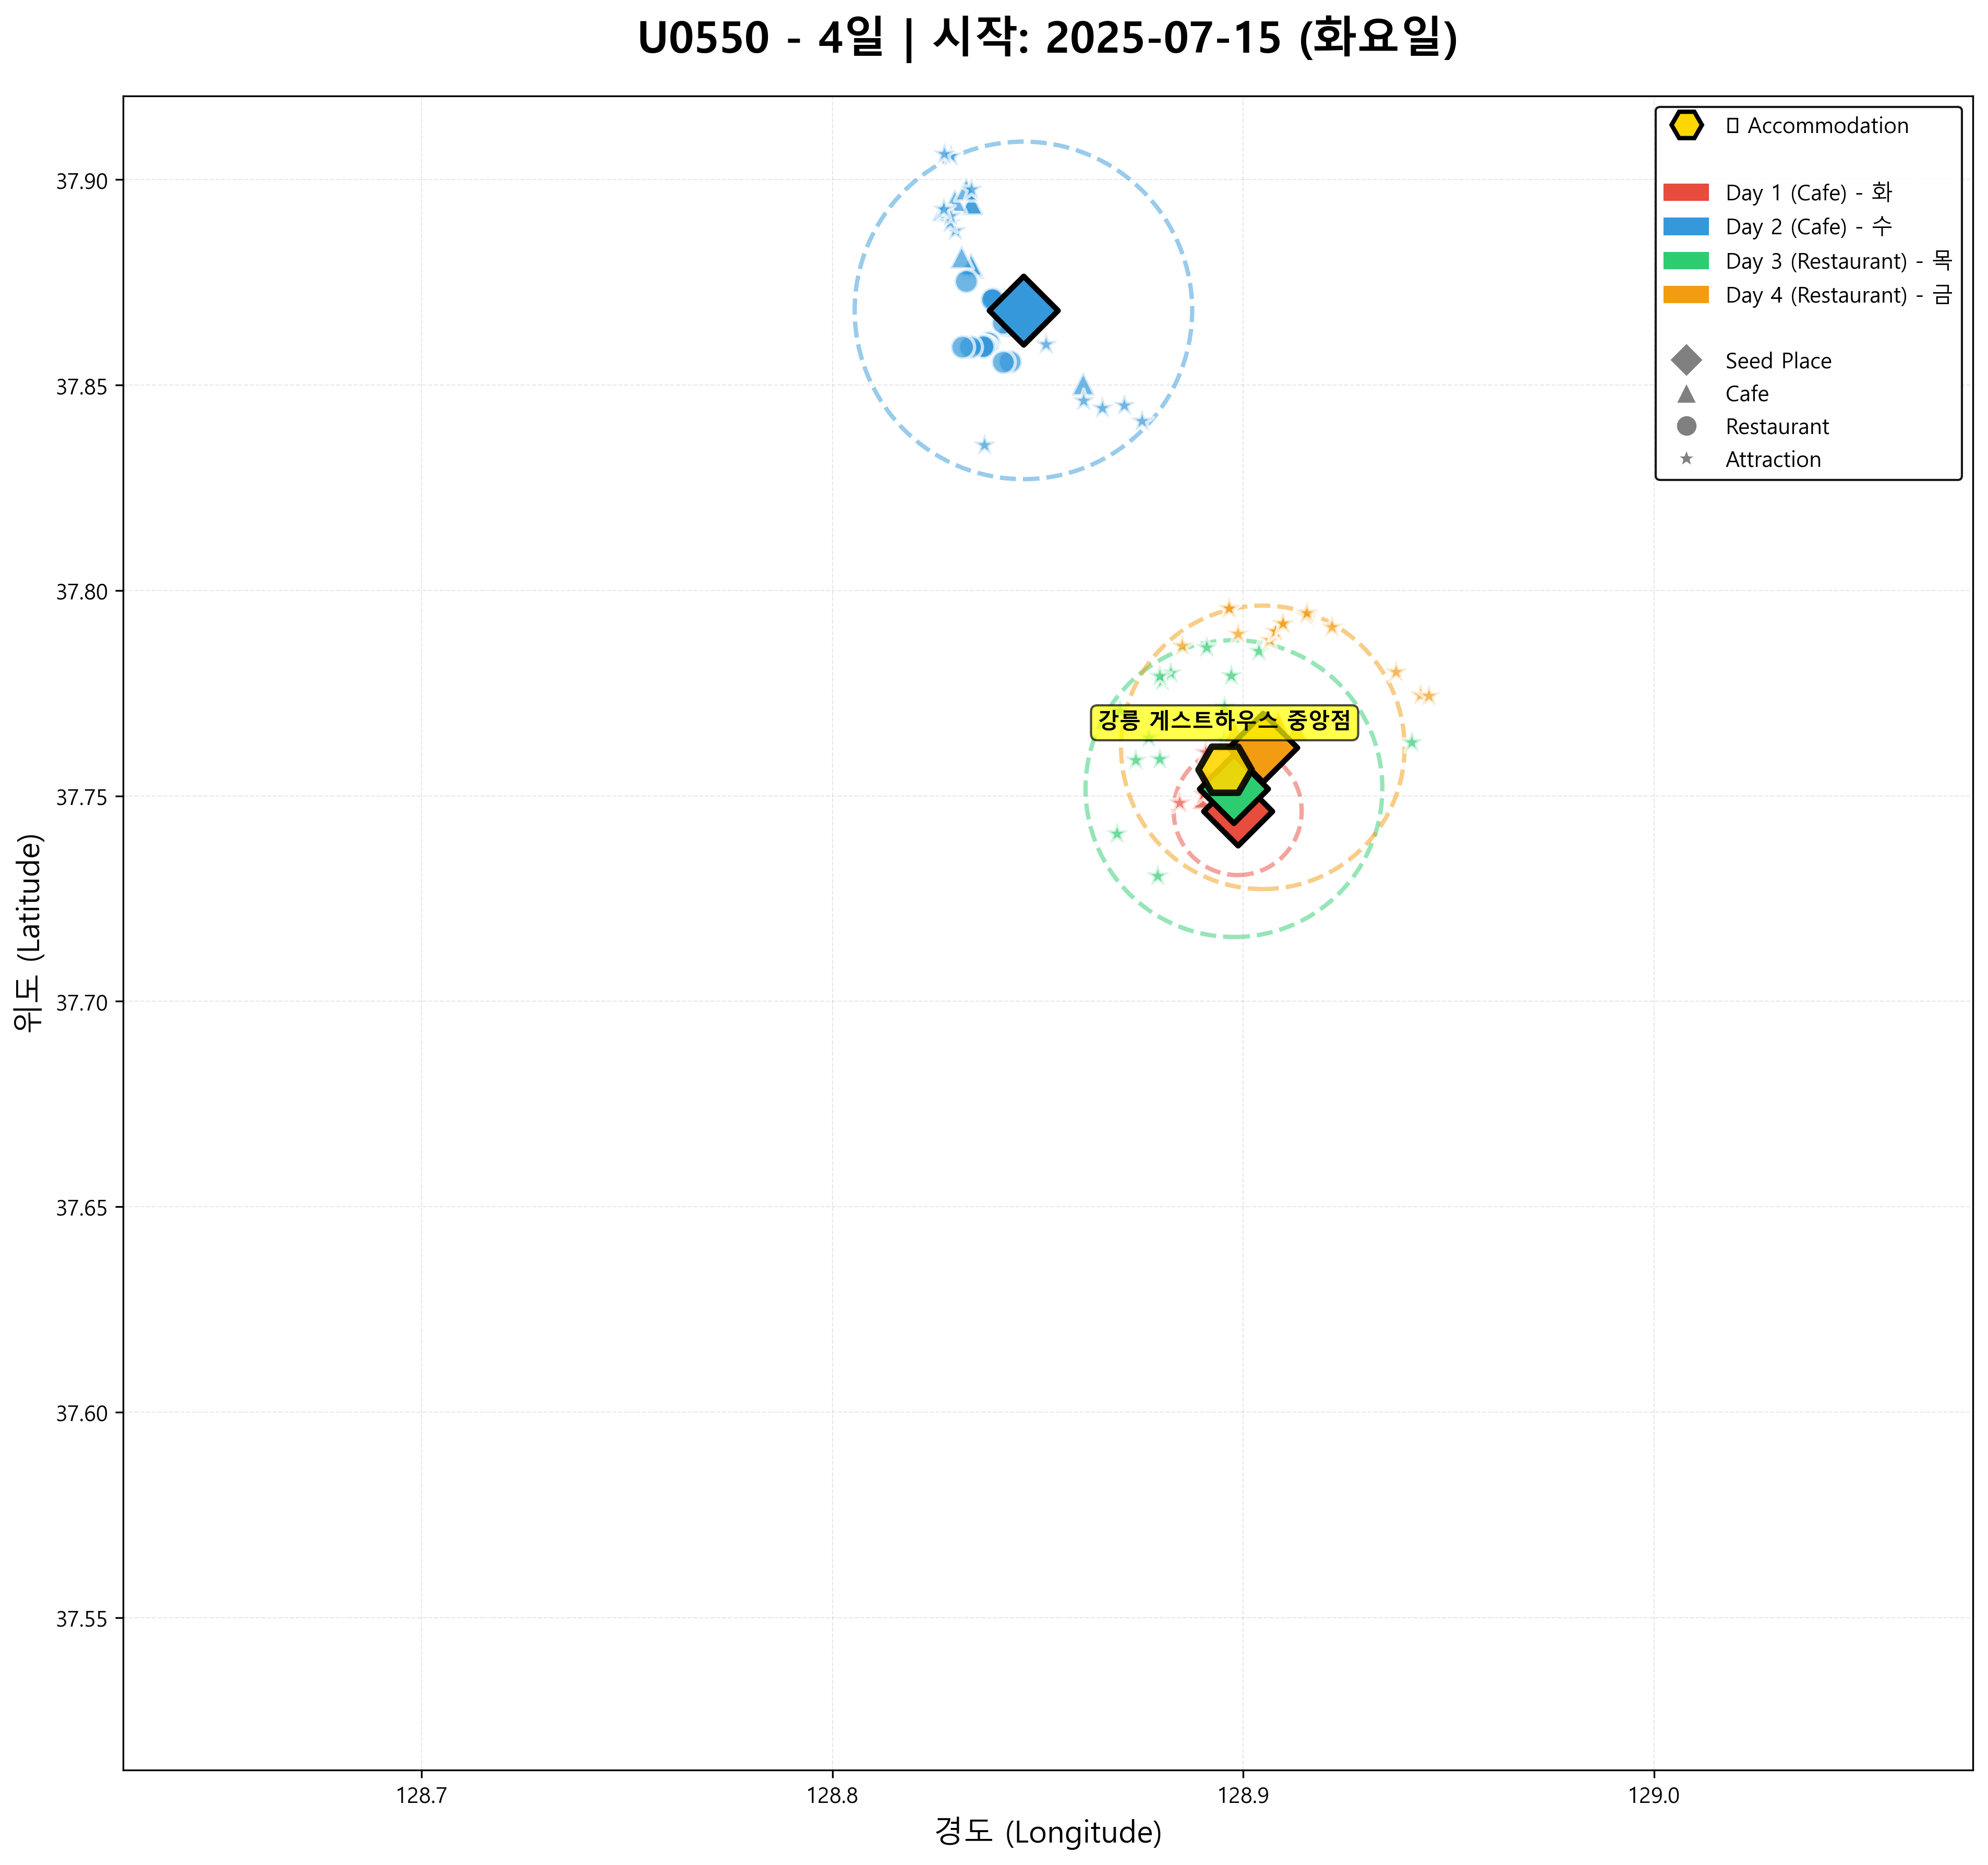 U0550 - 4일 | 시작: 2025-07-15 (화요일)
Accommodation
Day 1 (Cafe) - 화
Day 2 (Cafe) - 수
Day 3 (Restaurant) - 목
Day 4 (Restaurant) - 금
Seed Place
Cafe
Restaurant
Attraction
강릉 게스트하우스 중앙점
37.90
37.85
37.80
37.75
37.70
37.65
37.60
37.55
위도 (Latitude)
128.7
128.8
128.9
129.0
경도 (Longitude)